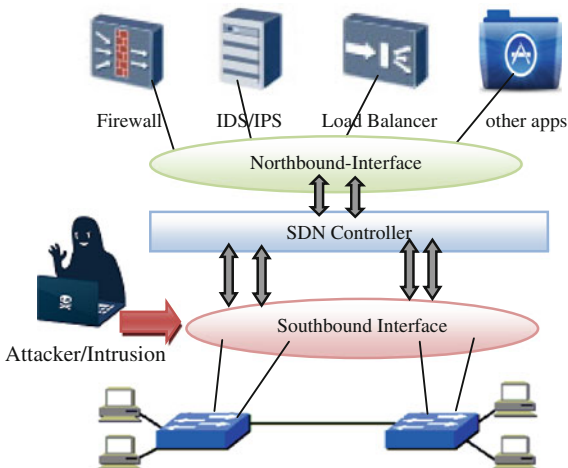 Firewall
IDS/IPS
Load Balancer
other apps
Northbound-Interface
SDN Controller
Southbound Interface
Attacker/Intrusion